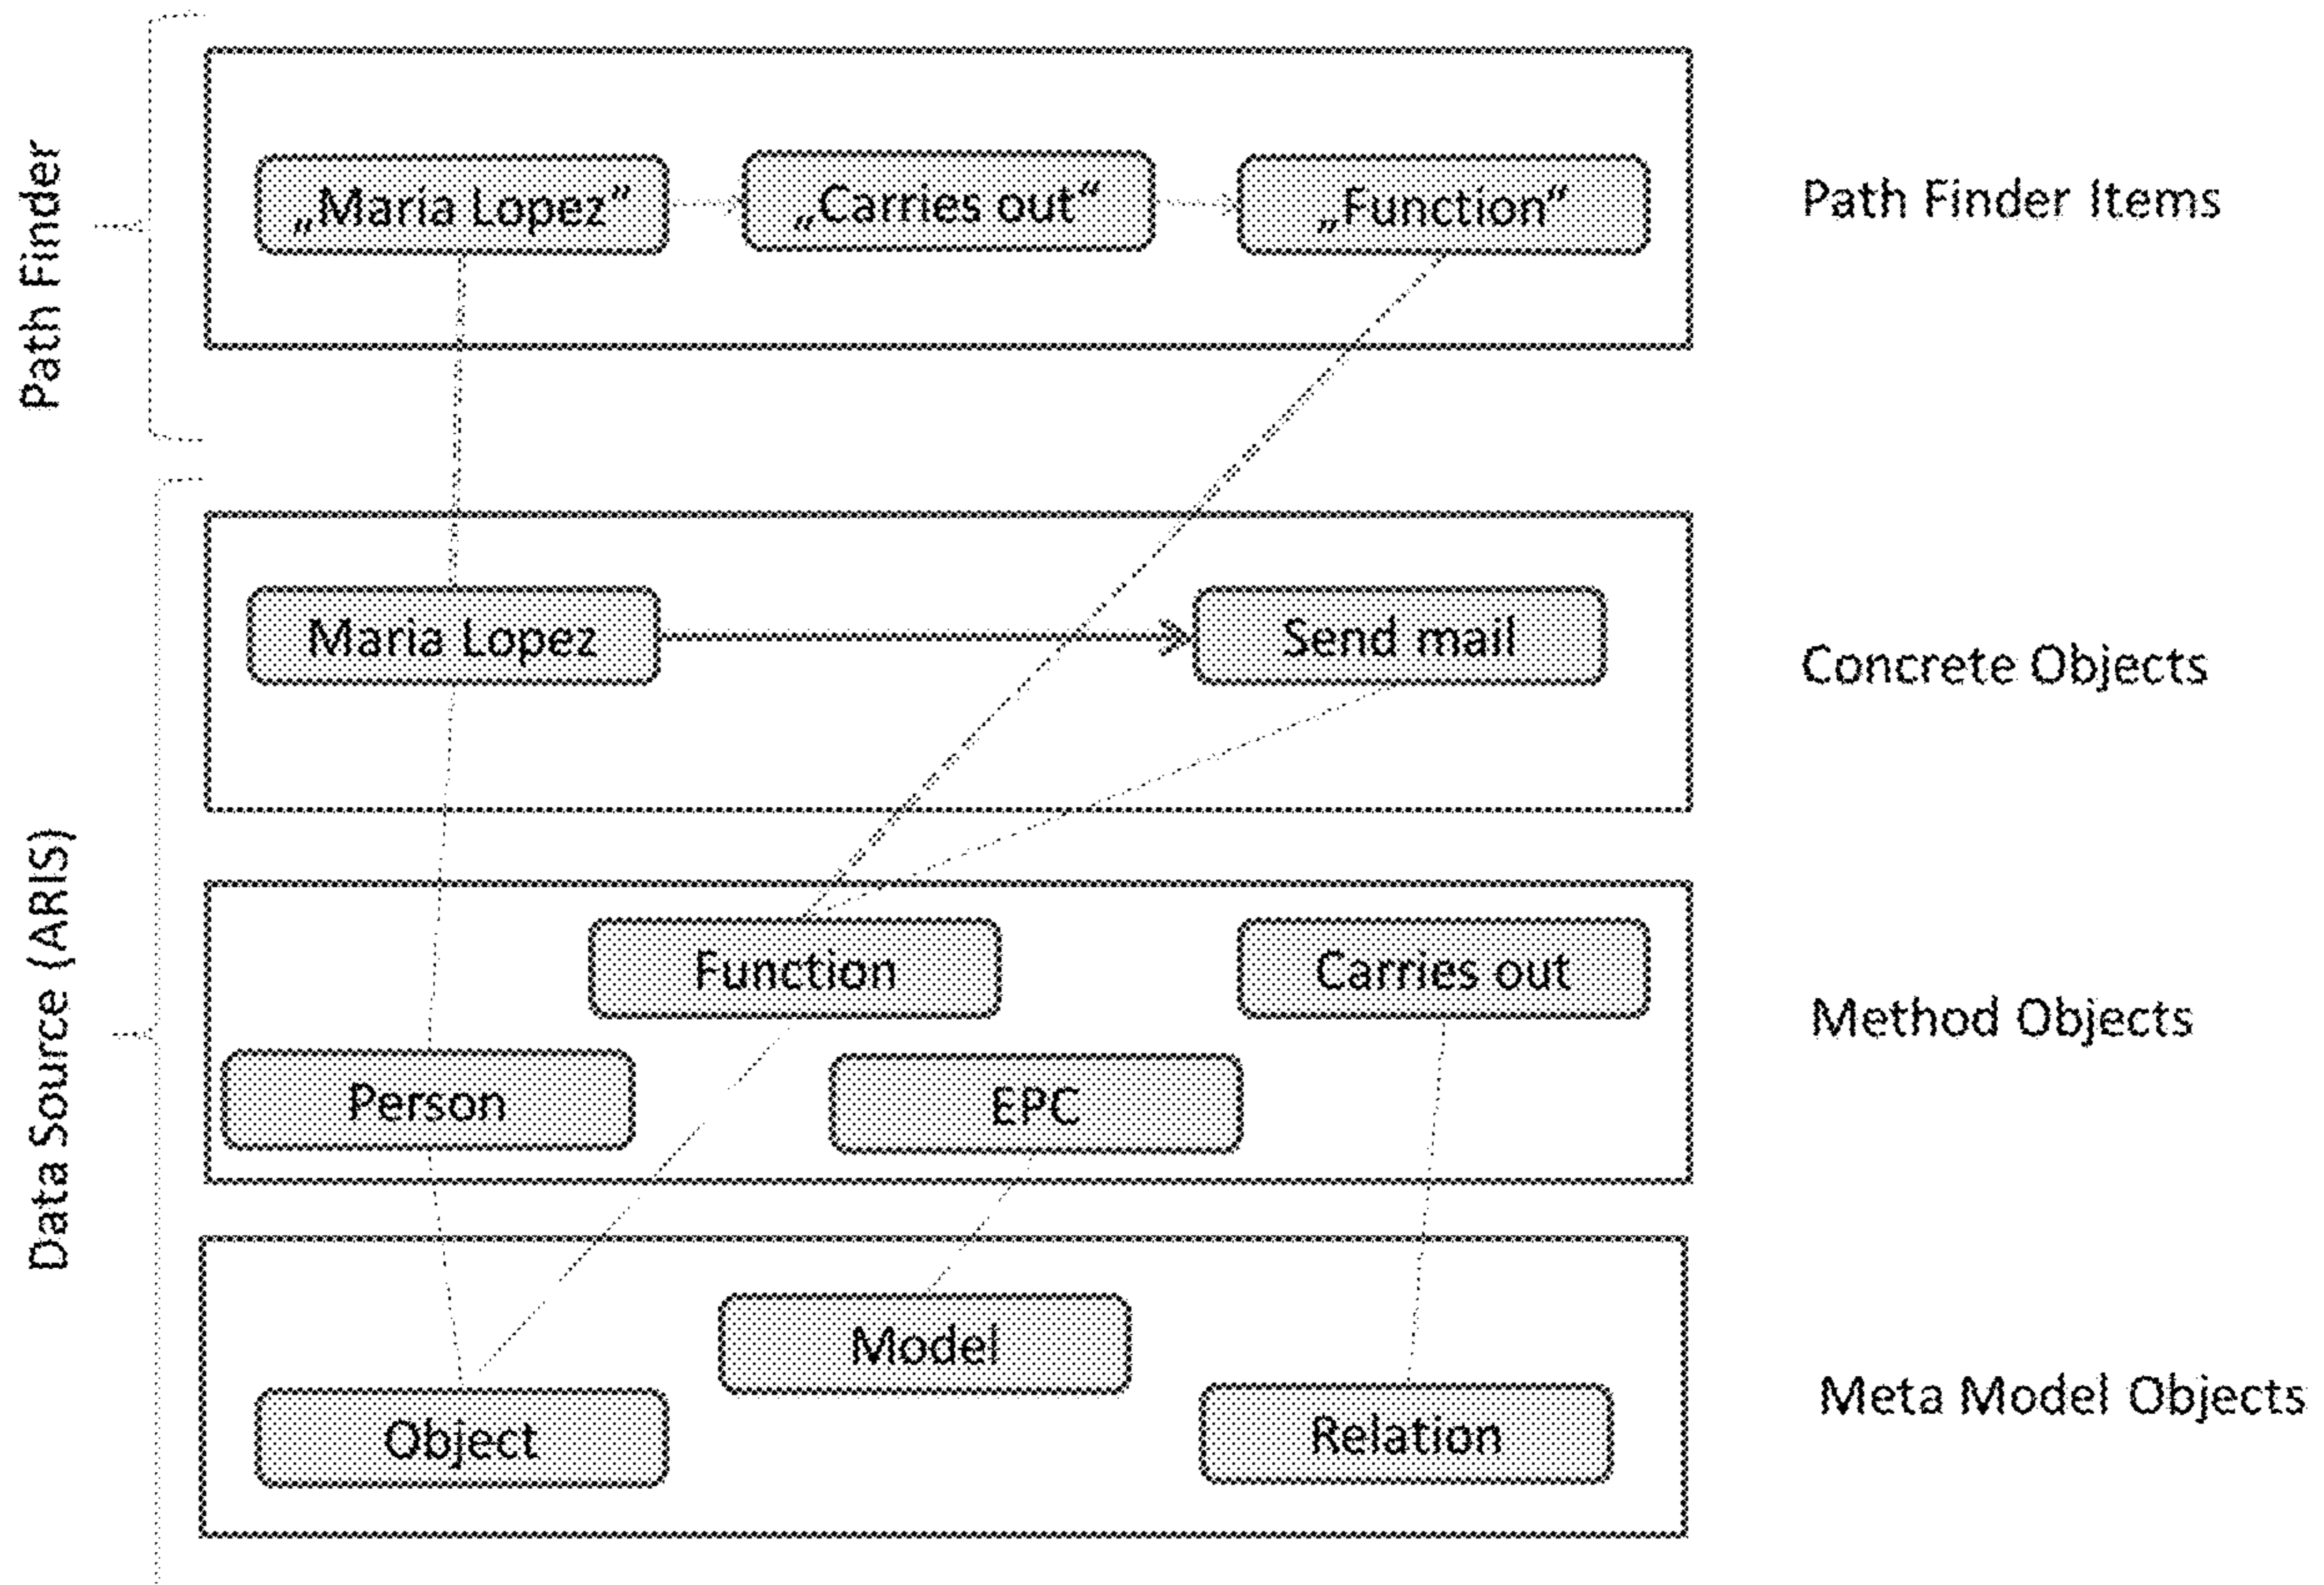 Path Finder
„Maria Lopez”
„Carries out“
„Function“
Path Finder Items
Data Source (ARIS)
Maria Lopez
Send mail
Concrete Objects
Function
Carries out
Person
EPC
Method Objects
Model
Object
Relation
Meta Model Objects